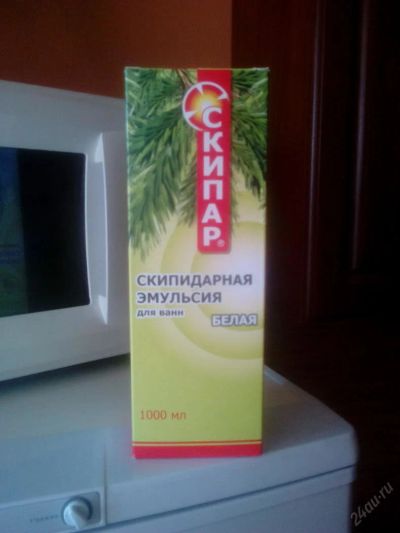 СКИПАР®
СКИПИДАРНАЯ
ЭМУЛЬСИЯ
для ванн
БЕЛАЯ
1000 мл
24au.ru